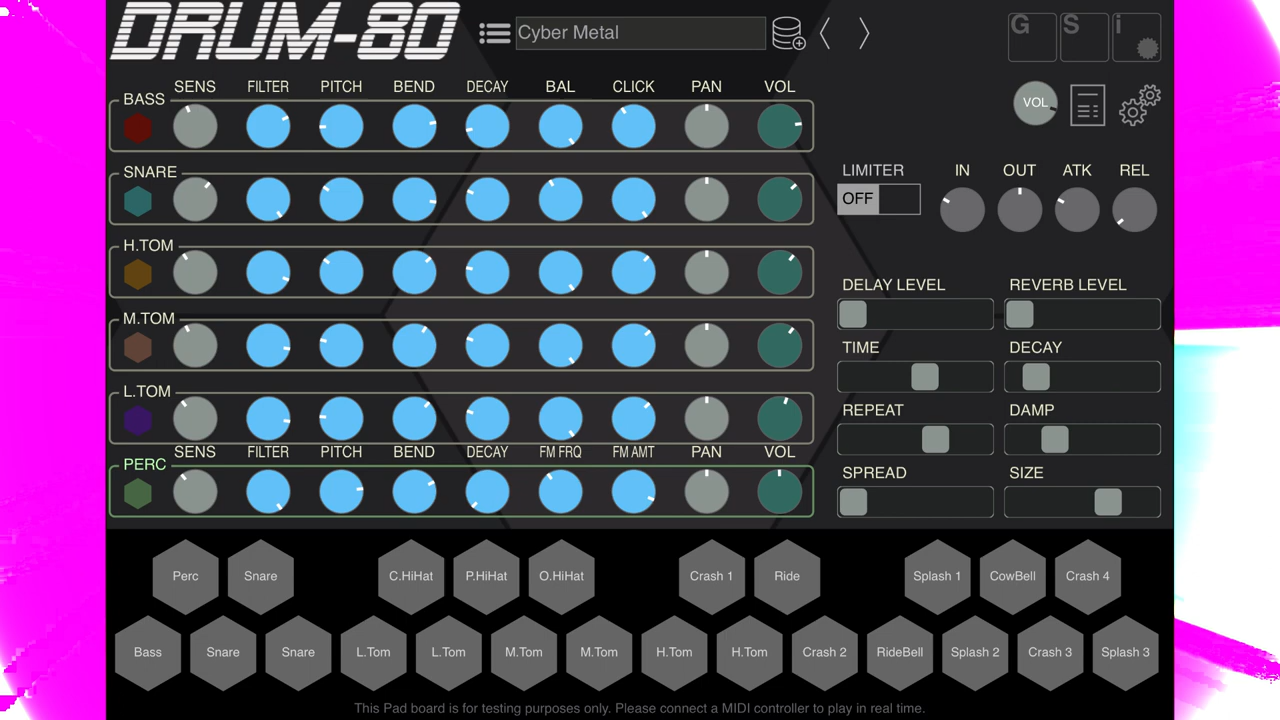 DRUM-80
Cyber Metal
G S i
SENS FILTER PITCH BEND DECAY BAL CLICK PAN VOL
VOL
BASS
SNARE
H.TOM
M.TOM
L.TOM
SENS FILTER PITCH BEND DECAY FM FRQ FM AMT PAN VOL
PERC
LIMITER IN OUT ATK REL
OFF
DELAY LEVEL REVERB LEVEL
TIME DECAY
REPEAT DAMP
SPREAD SIZE
Perc Snare C.HiHat P.HiHat O.HiHat Crash 1 Ride Splash 1 CowBell Crash 4
Bass Snare Snare L.Tom L.Tom M.Tom M.Tom H.Tom H.Tom Crash 2 RideBell Splash 2 Crash 3 Splash 3
This Pad board is for testing purposes only. Please connect a MIDI controller to play in real time.